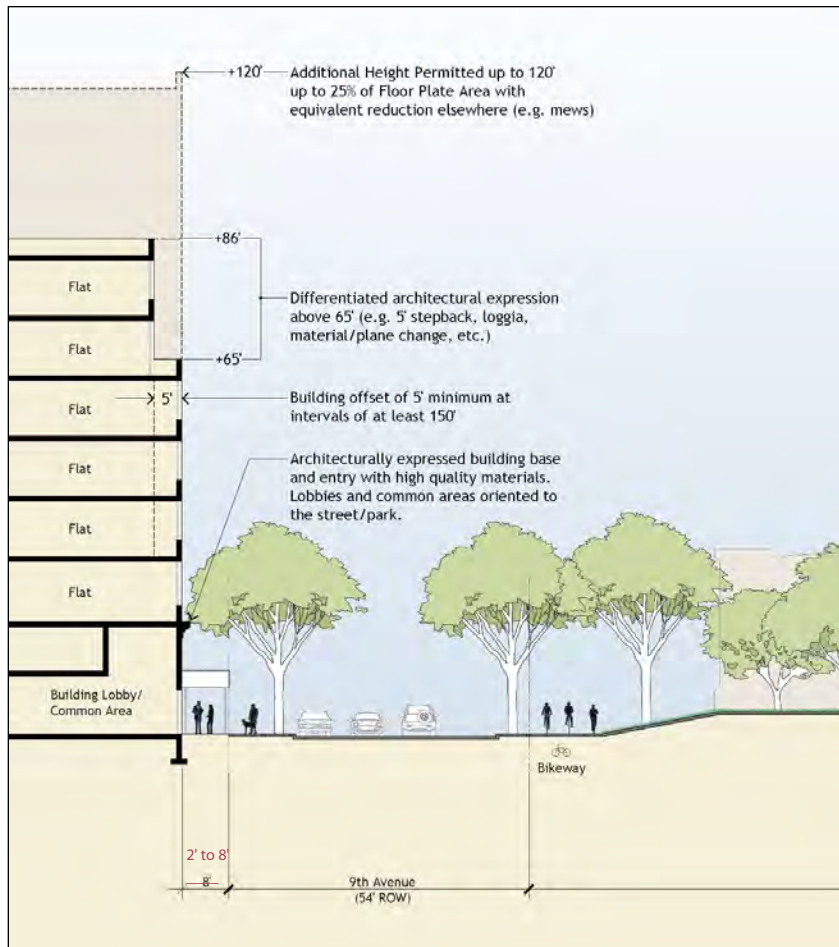 +120'
Additional Height Permitted up to 120'
up to 25% of Floor Plate Area with
equivalent reduction elsewhere (e.g. mews)
+86'
Flat
Differentiated architectural expression
above 65' (e.g. 5' stepback, loggia,
material/plane change, etc.)
Flat
+65'
5'
Building offset of 5' minimum at
intervals of at least 150'
Flat
Architecturally expressed building base
and entry with high quality materials.
Lobbies and common areas oriented to
the street/park.
Flat
Flat
Flat
Building Lobby/
Common Area
Bikeway
2' to 8'
8'
9th Avenue
(54' ROW)